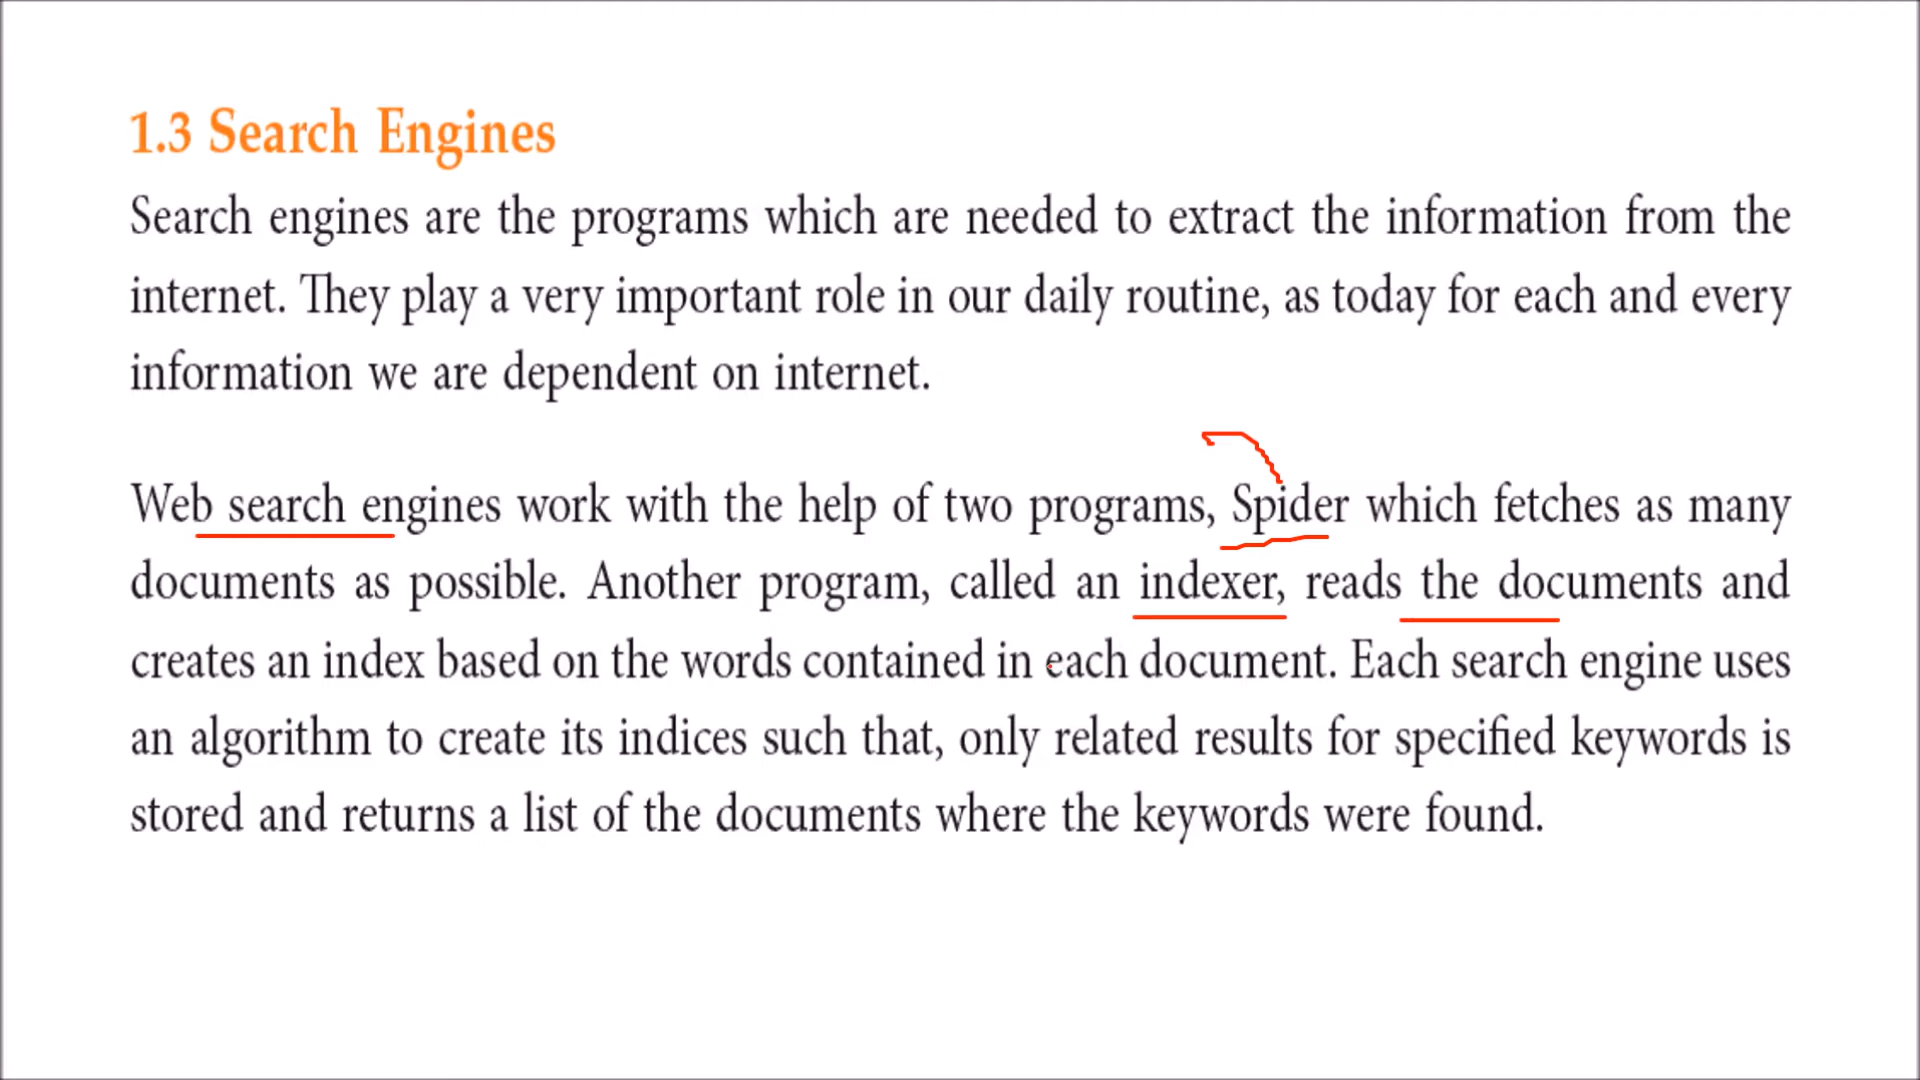 1.3 Search Engines
Search engines are the programs which are needed to extract the information from the
internet. They play a very important role in our daily routine, as today for each and every
information we are dependent on internet.
Web search engines work with the help of two programs, Spider which fetches as many
documents as possible. Another program, called an indexer, reads the documents and
creates an index based on the words contained in each document. Each search engine uses
an algorithm to create its indices such that, only related results for specified keywords is
stored and returns a list of the documents where the keywords were found.